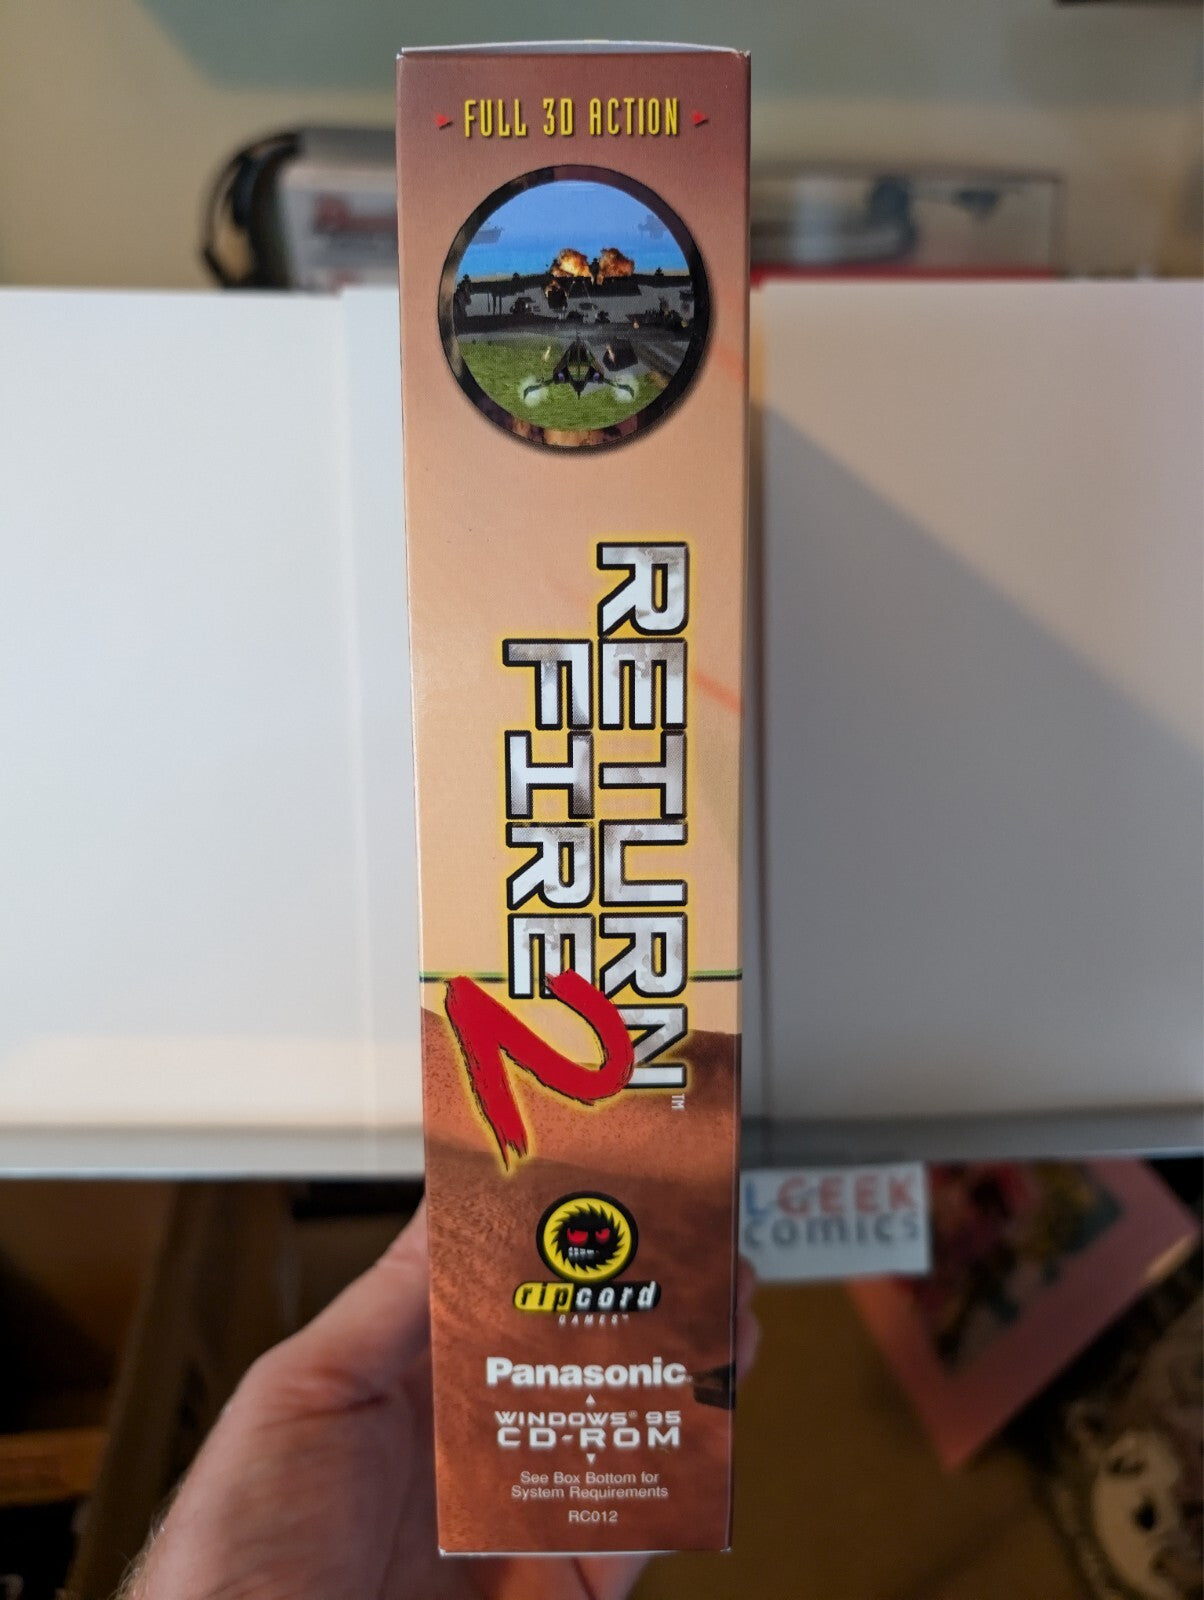 FULL 3D ACTION
RETURN
FIRE
2
™
ripcord
GAMES™
Panasonic
WINDOWS® 95
CD-ROM
See Box Bottom for
System Requirements
RC012
GEEK
comics